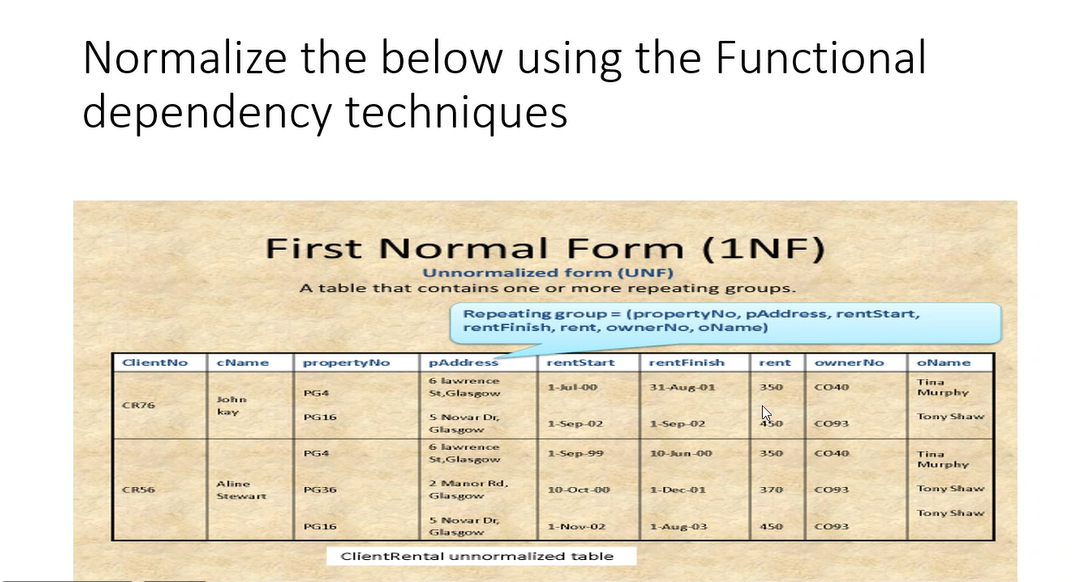 Normalize the below using the Functional
dependency techniques
First Normal Form (1NF)
Unnormalized form (UNF)
A table that contains one or more repeating groups.
Repeating group = (propertyNo, pAddress, rentStart,
rentFinish, rent, ownerNo, oName)
ClientNo cName propertyNo pAddress rentStart rentFinish rent ownerNo oName
CR76 John kay PG4 6 lawrence St,Glasgow 1-Jul-00 31-Aug-01 350 CO40 Tina Murphy
PG16 5 Novar Dr, Glasgow 1-Sep-02 1-Sep-02 450 CO93 Tony Shaw
CR56 Aline Stewart PG4 6 lawrence St,Glasgow 1-Sep-99 10-Jun-00 350 CO40 Tina Murphy
PG36 2 Manor Rd, Glasgow 10-Oct-00 1-Dec-01 370 CO93 Tony Shaw
PG16 5 Novar Dr, Glasgow 1-Nov-02 1-Aug-03 450 CO93 Tony Shaw
ClientRental unnormalized table